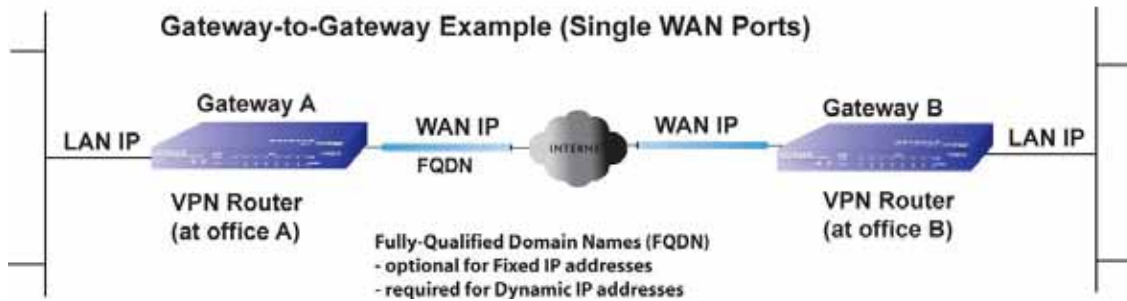 Gateway-to-Gateway Example (Single WAN Ports)
Gateway A
Gateway B
LAN IP
WAN IP
FQDN
INTERNE
WAN IP
LAN IP
VPN Router
(at office A)
VPN Router
(at office B)
Fully-Qualified Domain Names (FQDN)
- optional for Fixed IP addresses
- required for Dynamic IP addresses